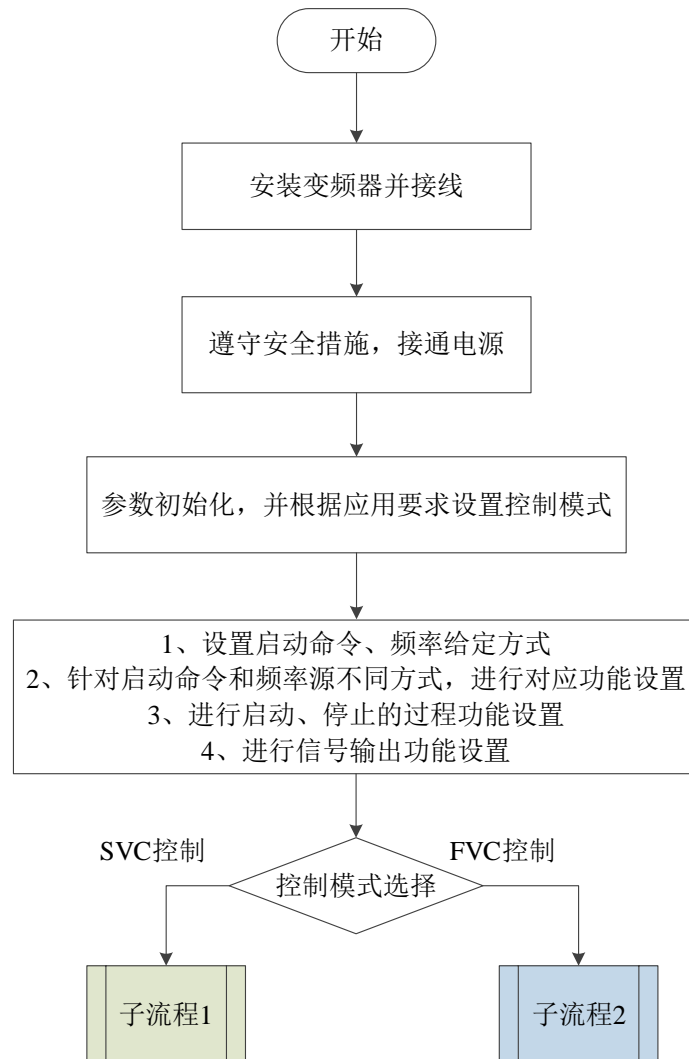 开始
安装变频器并接线
遵守安全措施，接通电源
参数初始化，并根据应用要求设置控制模式
1、设置启动命令、频率给定方式
2、针对启动命令和频率源不同方式，进行对应功能设置
3、进行启动、停止的过程功能设置
4、进行信号输出功能设置
SVC控制
FVC控制
控制模式选择
子流程1
子流程2